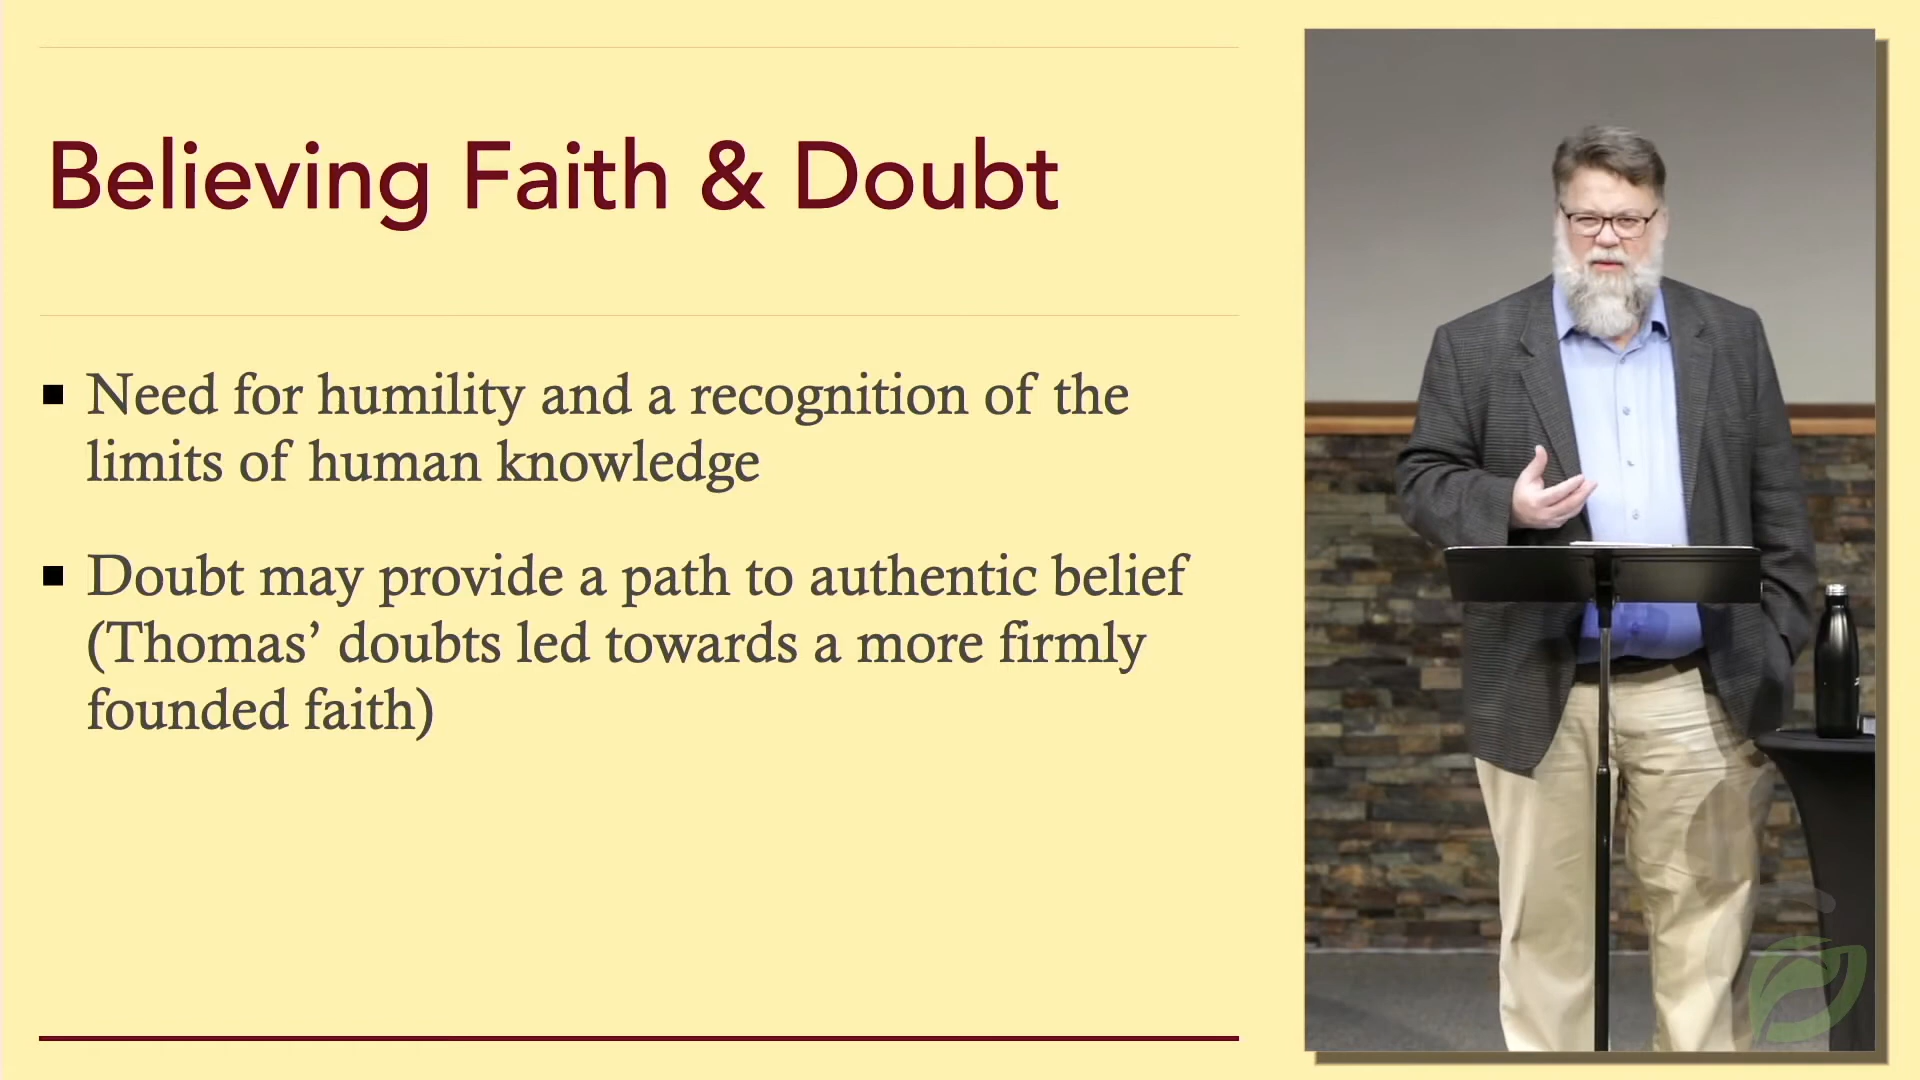 Believing Faith & Doubt
▪ Need for humility and a recognition of the
limits of human knowledge
▪ Doubt may provide a path to authentic belief
(Thomas’ doubts led towards a more firmly
founded faith)